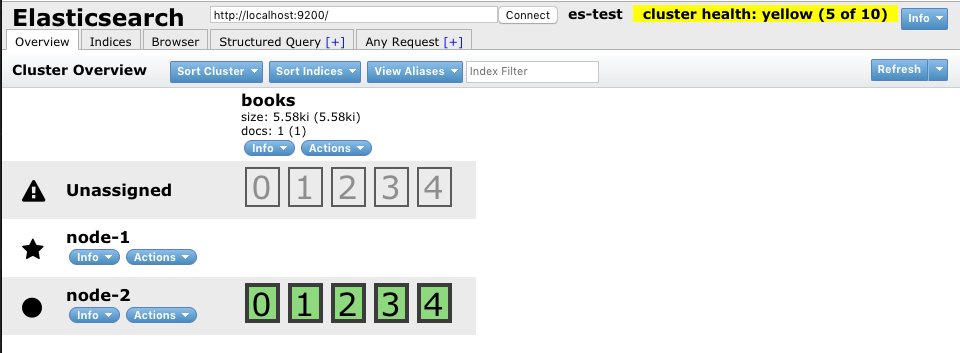 Elasticsearch
http://localhost:9200/ Connect es-test cluster health: yellow (5 of 10) Info
Overview Indices Browser Structured Query [+] Any Request [+]
Cluster Overview Sort Cluster Sort Indices View Aliases Index Filter Refresh
books
size: 5.58ki (5.58ki)
docs: 1 (1)
Info Actions
Unassigned 0 1 2 3 4
node-1
Info Actions
node-2 0 1 2 3 4
Info Actions